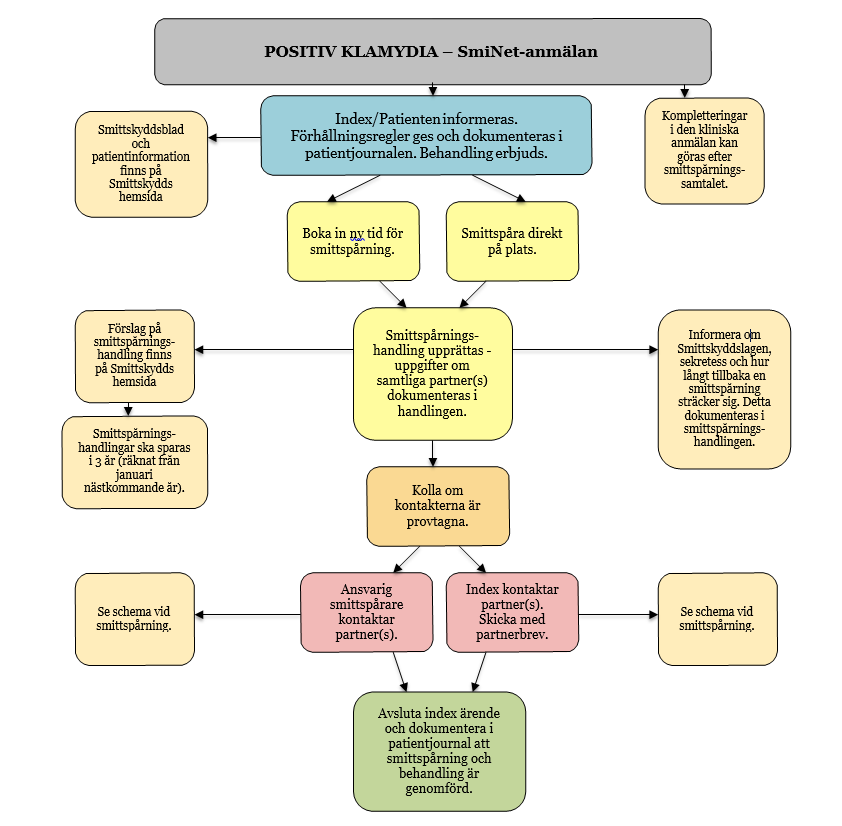 POSITIV KLAMYDIA – SmiNet-anmälan
Index/Patienten informeras.
Förhållningsregler ges och dokumenteras i
patientjournalen. Behandling erbjuds.
Smittskyddsblad
och
patientinformation
finns på
Smittskydds
hemsida
Kompletteringar
i den kliniska
anmälan kan
göras efter
smittspårnings-
samtalet.
Boka in ny tid för
smittspårning.
Smittspåra direkt
på plats.
Förslag på
smittspårnings-
handling finns
på Smittskydds
hemsida
Smittspårnings-
handling upprättas -
uppgifter om
samtliga partner(s)
dokumenteras i
handlingen.
Informera om
Smittskyddslagen,
sekretess och hur
långt tillbaka en
smittspårning
sträcker sig. Detta
dokumenteras i
smittspårnings-
handlingen.
Smittspårnings-
handlingar ska sparas
i 3 år (räknat från
januari
nästkommande år).
Kolla om
kontakterna är
provtagna.
Se schema vid
smittspårning.
Ansvarig
smittspårare
kontaktar
partner(s).
Index kontaktar
partner(s).
Skicka med
partnerbrev.
Se schema vid
smittspårning.
Avsluta index ärende
och dokumentera i
patientjournal att
smittspårning och
behandling är
genomförd.